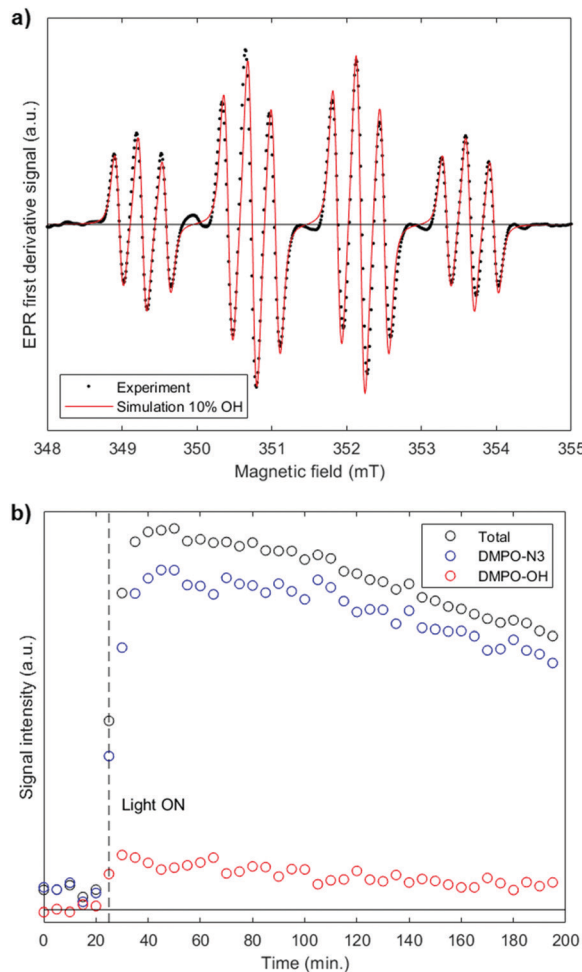 a)
EPR first derivative signal (a.u.)
Experiment
Simulation 10% OH
348 349 350 351 352 353 354 355
Magnetic field (mT)
b)
Total
DMPO-N3
DMPO-OH
Signal intensity (a.u.)
Light ON
0 20 40 60 80 100 120 140 160 180 200
Time (min.)